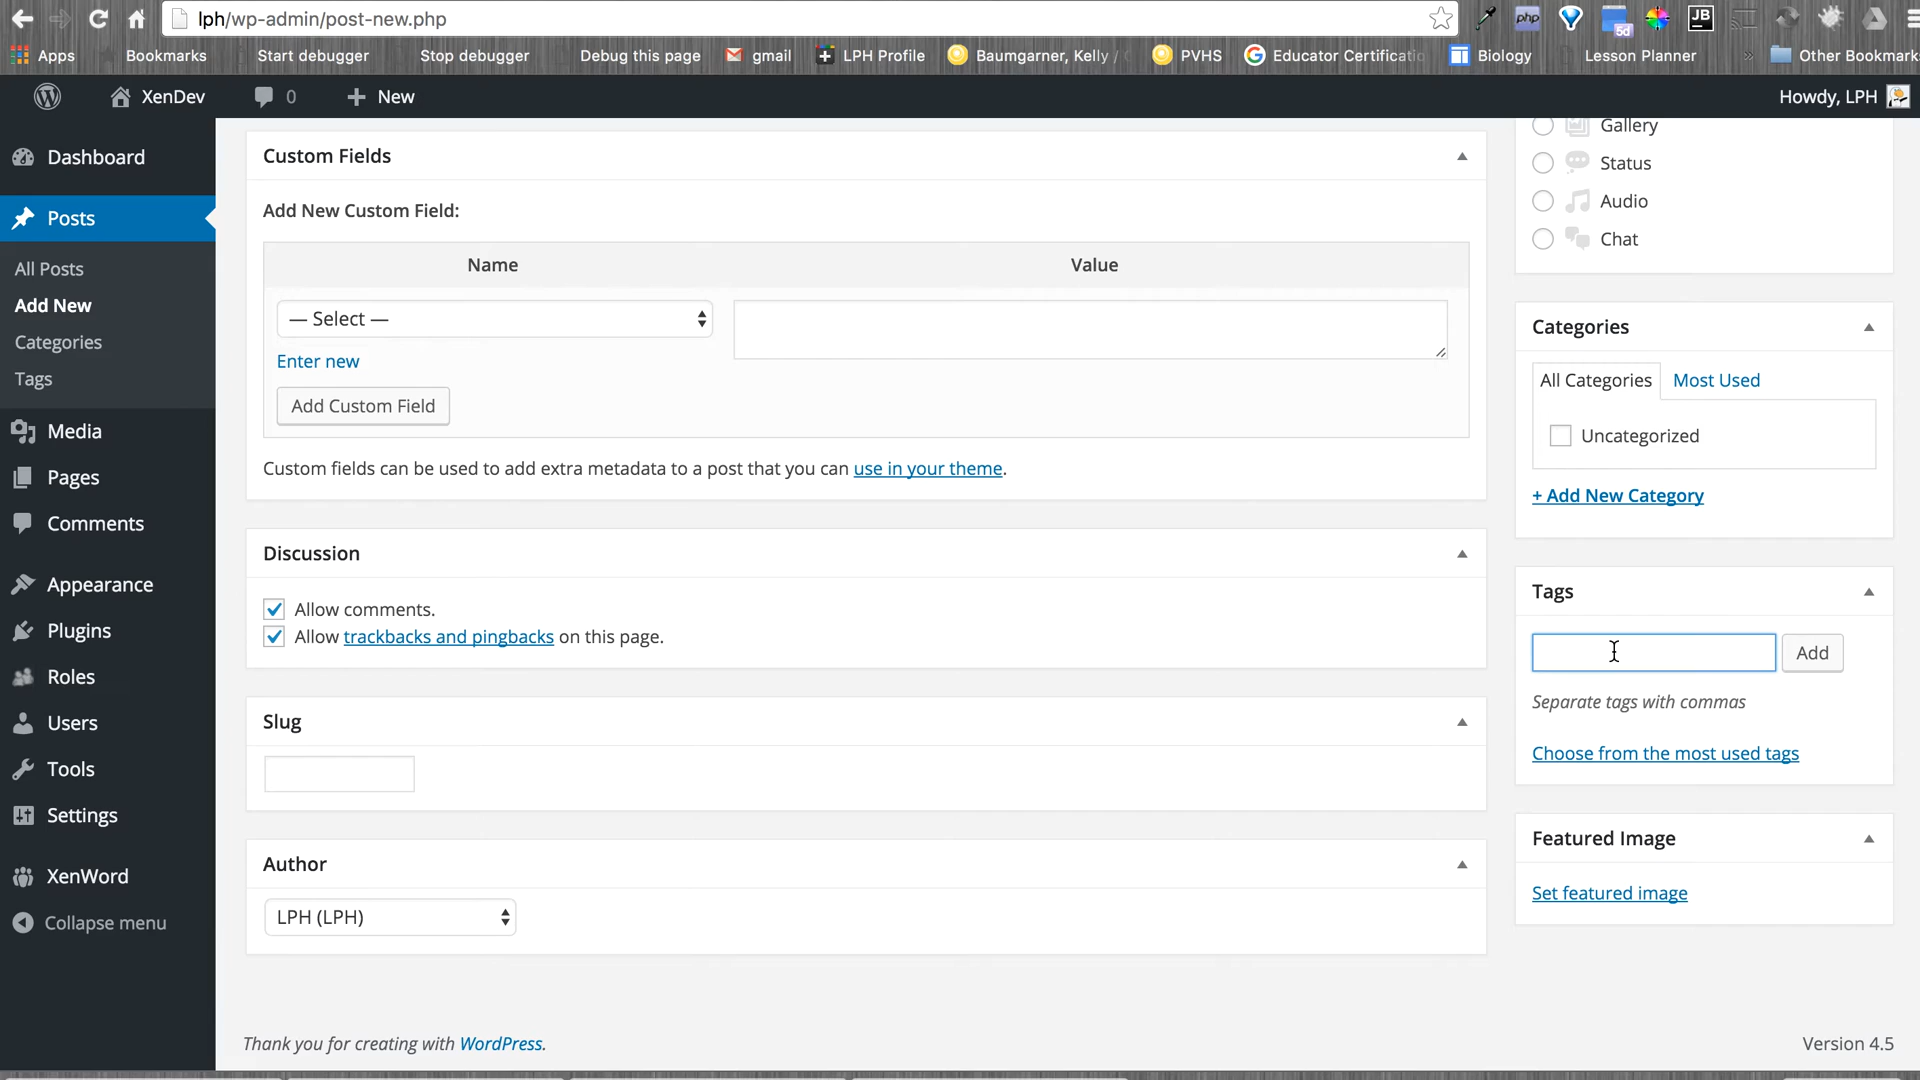 lph/wp-admin/post-new.php
php
5d
JB
Apps Bookmarks Start debugger Stop debugger Debug this page gmail LPH Profile Baumgarner, Kelly / PVHS Educator Certificatio Biology Lesson Planner » Other Bookmarks
XenDev 0 + New Howdy, LPH
Dashboard
Posts
All Posts
Add New
Categories
Tags
Media
Pages
Comments
Appearance
Plugins
Roles
Users
Tools
Settings
XenWord
Collapse menu
Custom Fields
Add New Custom Field:
Name Value
— Select —
Enter new
Add Custom Field
Custom fields can be used to add extra metadata to a post that you can use in your theme.
Discussion
Allow comments.
Allow trackbacks and pingbacks on this page.
Slug
Author
LPH (LPH)
Gallery
Status
Audio
Chat
Categories
All Categories Most Used
Uncategorized
+ Add New Category
Tags
Add
Separate tags with commas
Choose from the most used tags
Featured Image
Set featured image
Thank you for creating with WordPress. Version 4.5